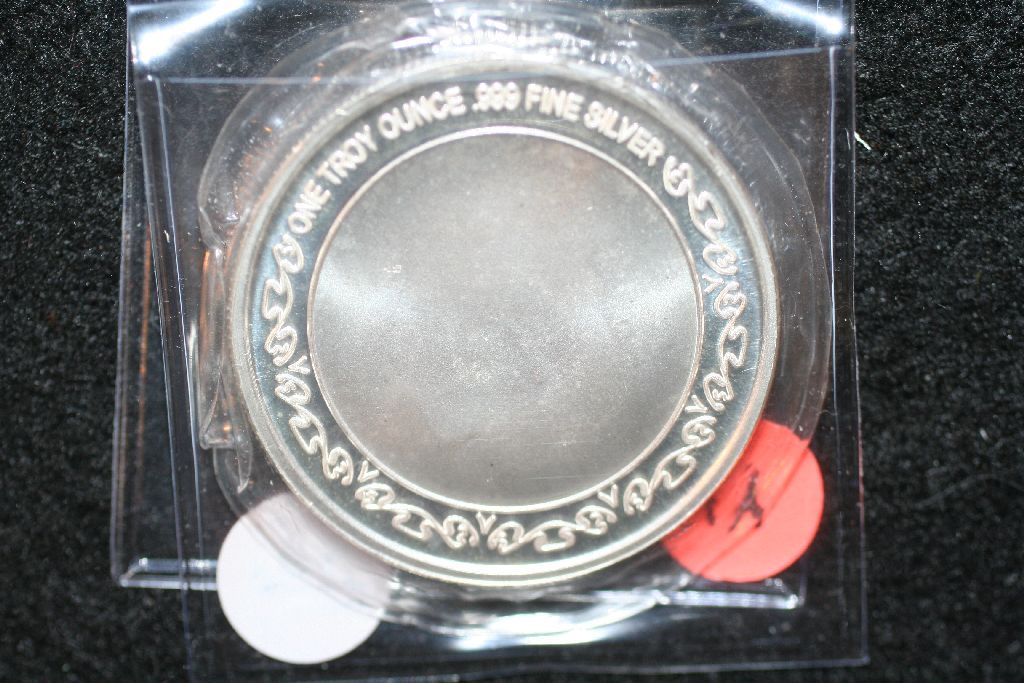 ONE TROY OUNCE .999 FINE SILVER